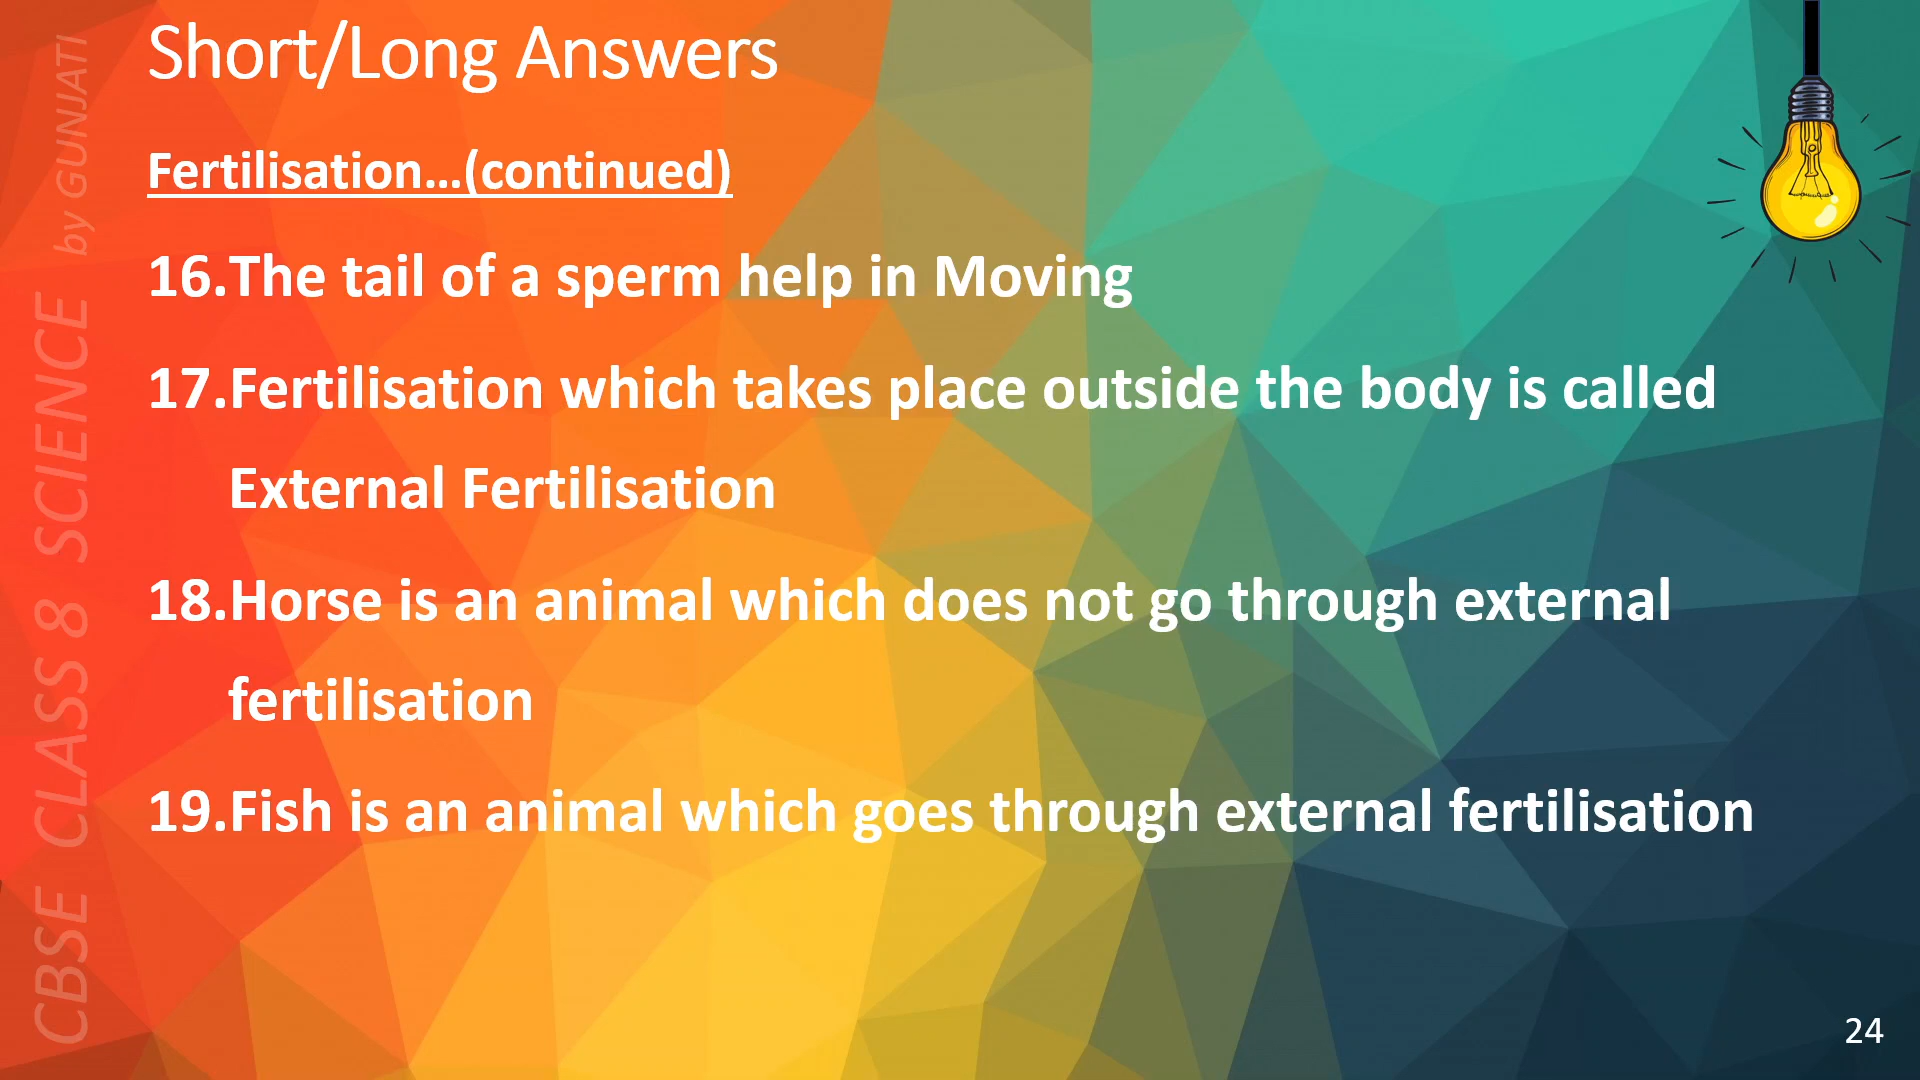 Short/Long Answers
Fertilisation…(continued)
16.The tail of a sperm help in Moving
17.Fertilisation which takes place outside the body is called
External Fertilisation
18.Horse is an animal which does not go through external
fertilisation
19.Fish is an animal which goes through external fertilisation
CBSE CLASS 8 SCIENCE by GUNJATI
24